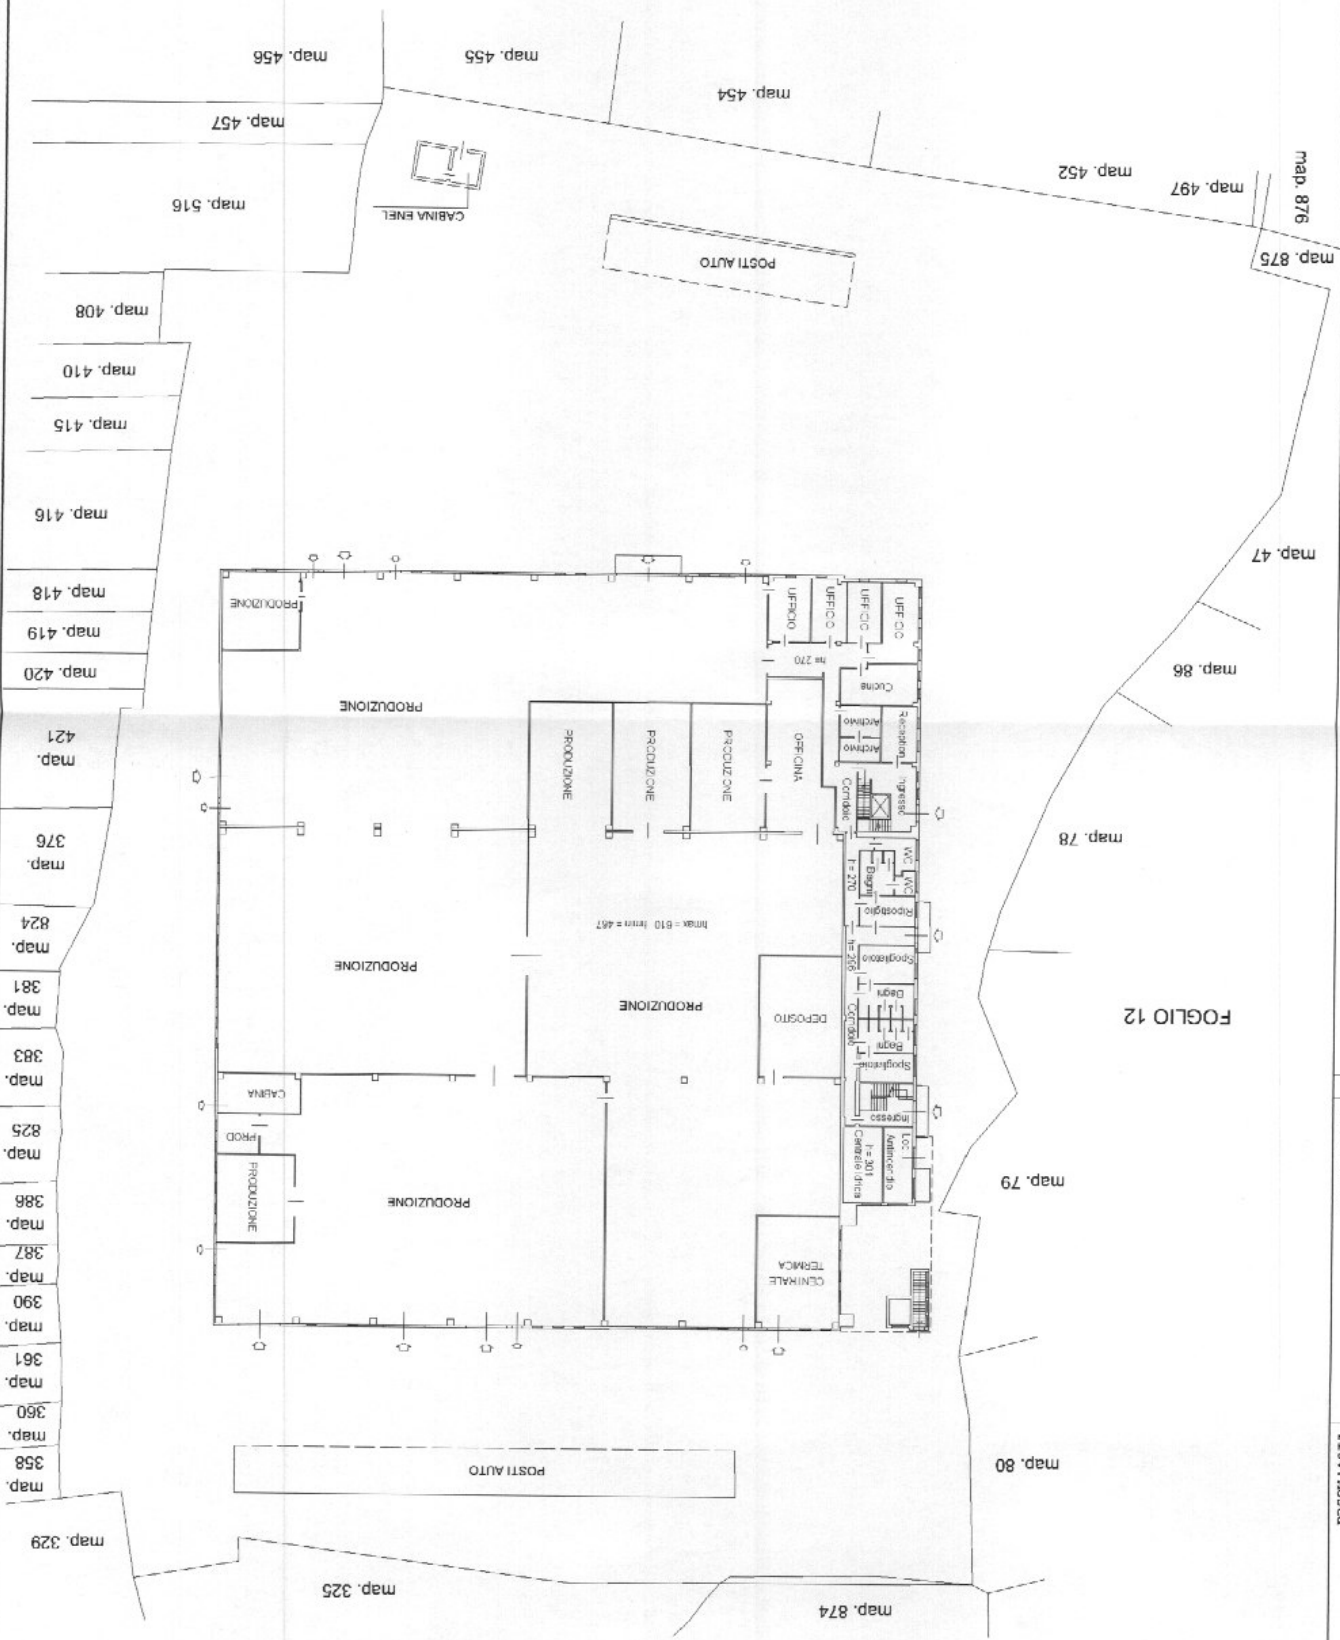 map. 456
map. 455
map. 454
map. 457
map. 452
map. 497
map. 876
map. 516
CABINA ENEL
map. 875
POSTI AUTO
map. 408
map. 410
map. 415
map. 416
map. 47
map. 418
map. 419
map. 420
PRODUZIONE
UFFICIO
UFFICIO
UFFICIO
UFFICIO
h= 270
map. 86
Cucina
PRODUZIONE
Archivio
Archivio
Reception
map.
421
PRODUZIONE
PRODUZIONE
PRODUZIONE
OFFICINA
Corridoio
Ingresso
map.
376
map. 78
WC
WC
Bagni
h= 270
Ripostiglio
map.
824
hmax = 610 hmin = 467
PRODUZIONE
h= 296
Spogliatoio
map.
381
PRODUZIONE
DEPOSITO
Bagni
Corridoio
Bagni
FOGLIO 12
map.
383
Spogliatoio
CABINA
Ingresso
map.
825
PROD
Loc
Antincendio
Centrale Idrica
h= 301
map. 79
map.
386
PRODUZIONE
PRODUZIONE
map.
387
CENTRALE
TERMICA
map.
390
map.
361
map.
360
map.
358
POSTI AUTO
map. 80
map. 329
map. 325
map. 874